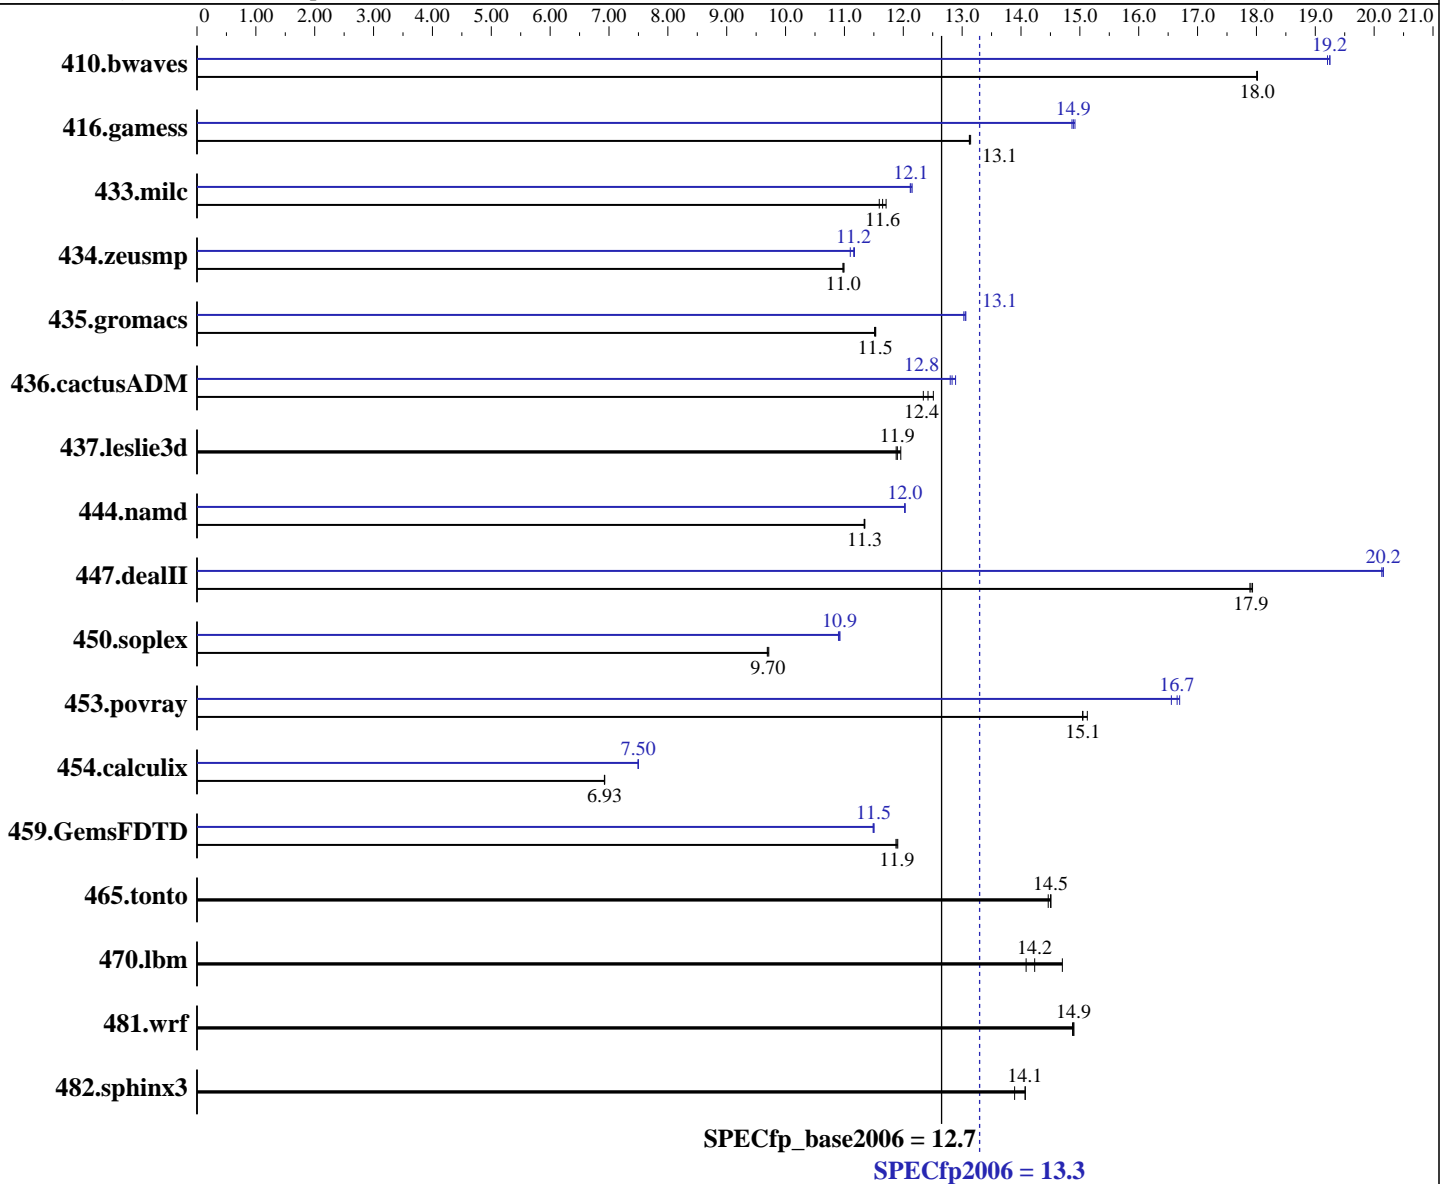 0 1.00 2.00 3.00 4.00 5.00 6.00 7.00 8.00 9.00 10.0 11.0 12.0 13.0 14.0 15.0 16.0 17.0 18.0 19.0 20.0 21.0
19.2
410.bwaves
18.0
14.9
416.gamess
13.1
12.1
433.milc
11.6
11.2
434.zeusmp
11.0
13.1
435.gromacs
11.5
12.8
436.cactusADM
12.4
11.9
437.leslie3d
12.0
444.namd
11.3
20.2
447.dealII
17.9
10.9
450.soplex
9.70
16.7
453.povray
15.1
7.50
454.calculix
6.93
11.5
459.GemsFDTD
11.9
14.5
465.tonto
14.2
470.lbm
14.9
481.wrf
14.1
482.sphinx3
SPECfp_base2006 = 12.7
SPECfp2006 = 13.3